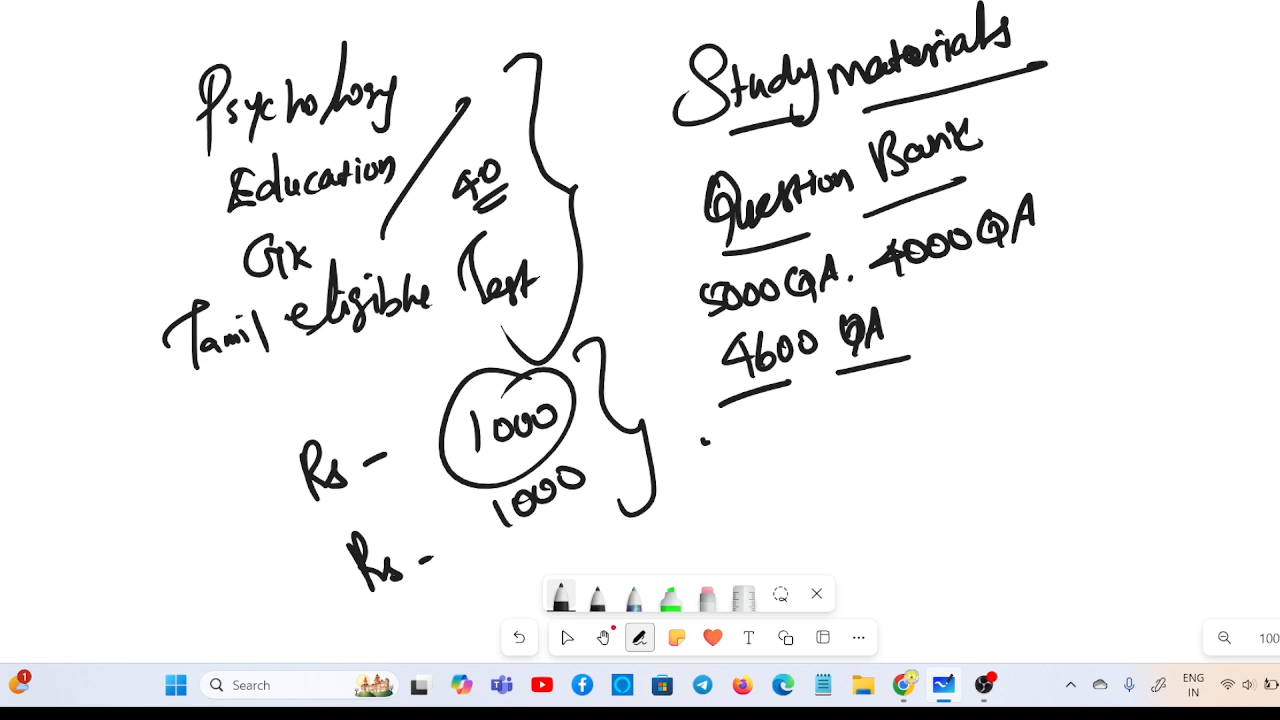 Psychology
Education
40
GK
Tamil eligible Test
Rs - 1000
1000
Rs -
Study materials
Question Bank
5000 QA. 4000 QA
4600 QA
T
100
1
Search
ENG
IN